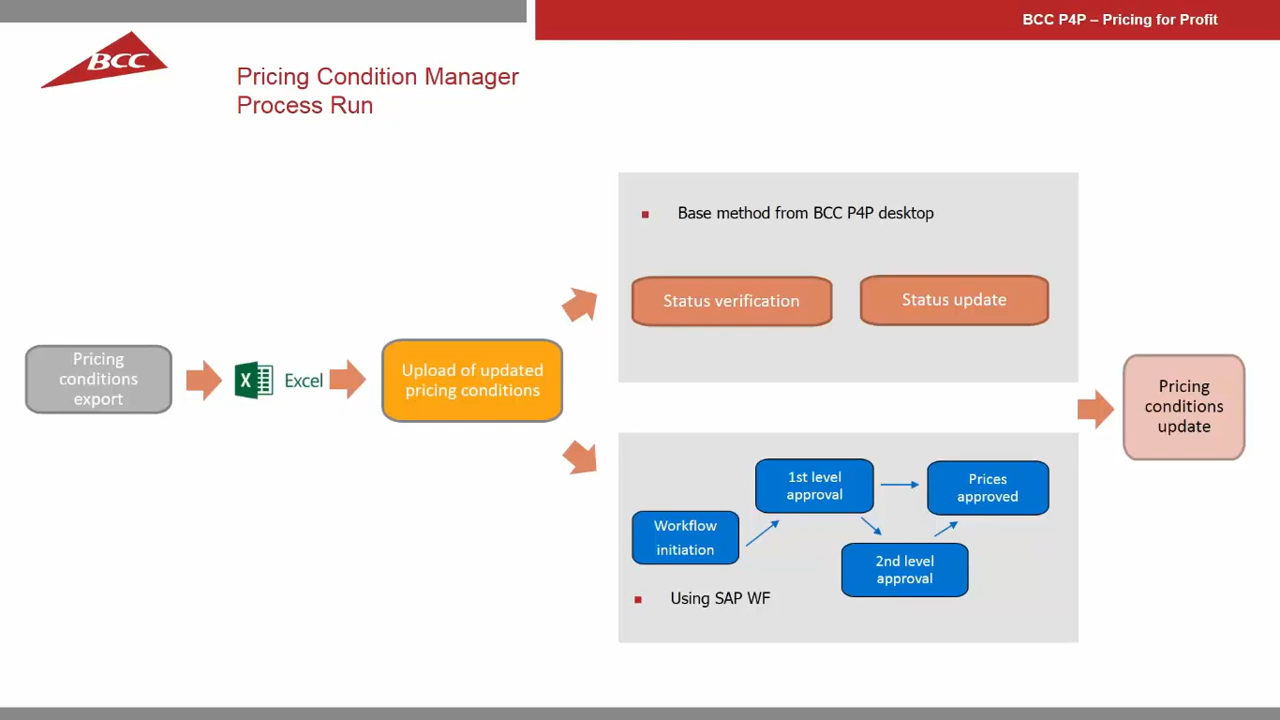 BCC P4P – Pricing for Profit
BCC
Pricing Condition Manager
Process Run
Base method from BCC P4P desktop
Status verification
Status update
Pricing
conditions
export
X
Excel
Upload of updated
pricing conditions
Pricing
conditions
update
1st level
approval
Prices
approved
Workflow
initiation
2nd level
approval
Using SAP WF